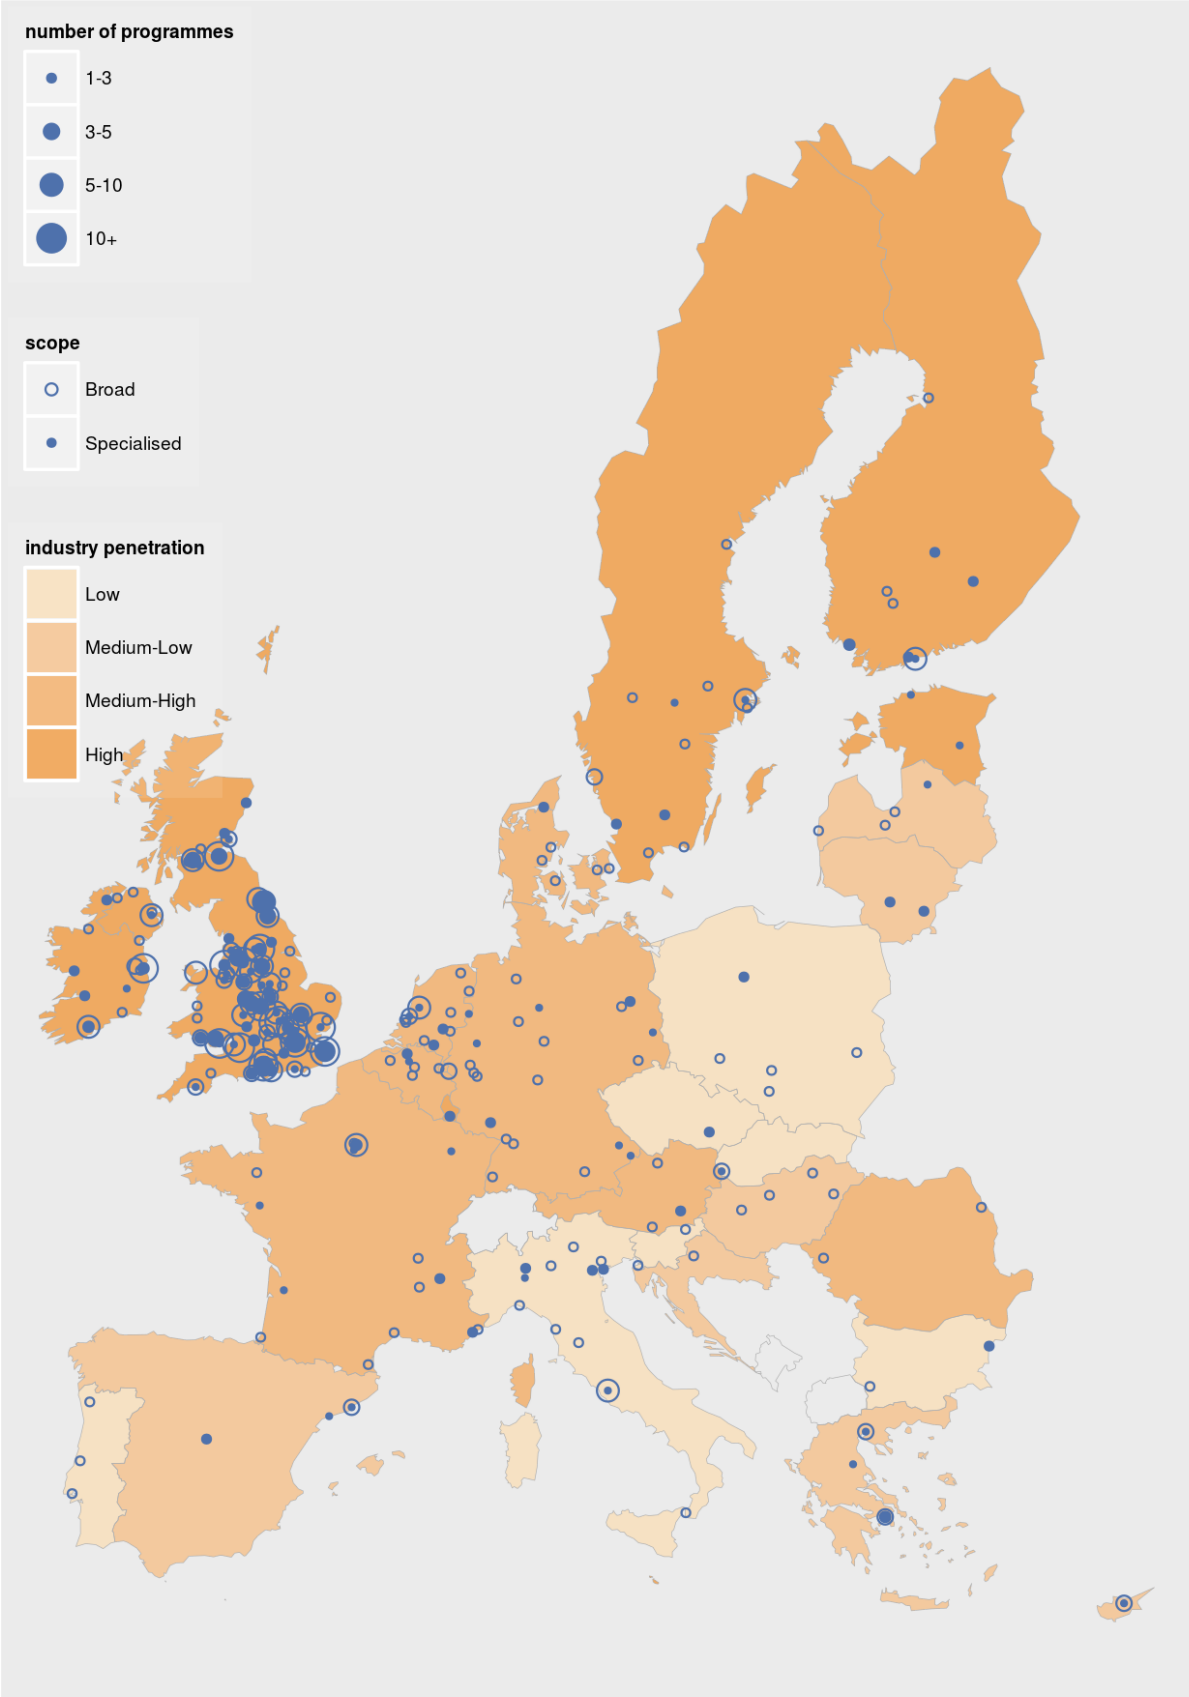 number of programmes
1-3
3-5
5-10
10+
scope
Broad
Specialised
industry penetration
Low
Medium-Low
Medium-High
High